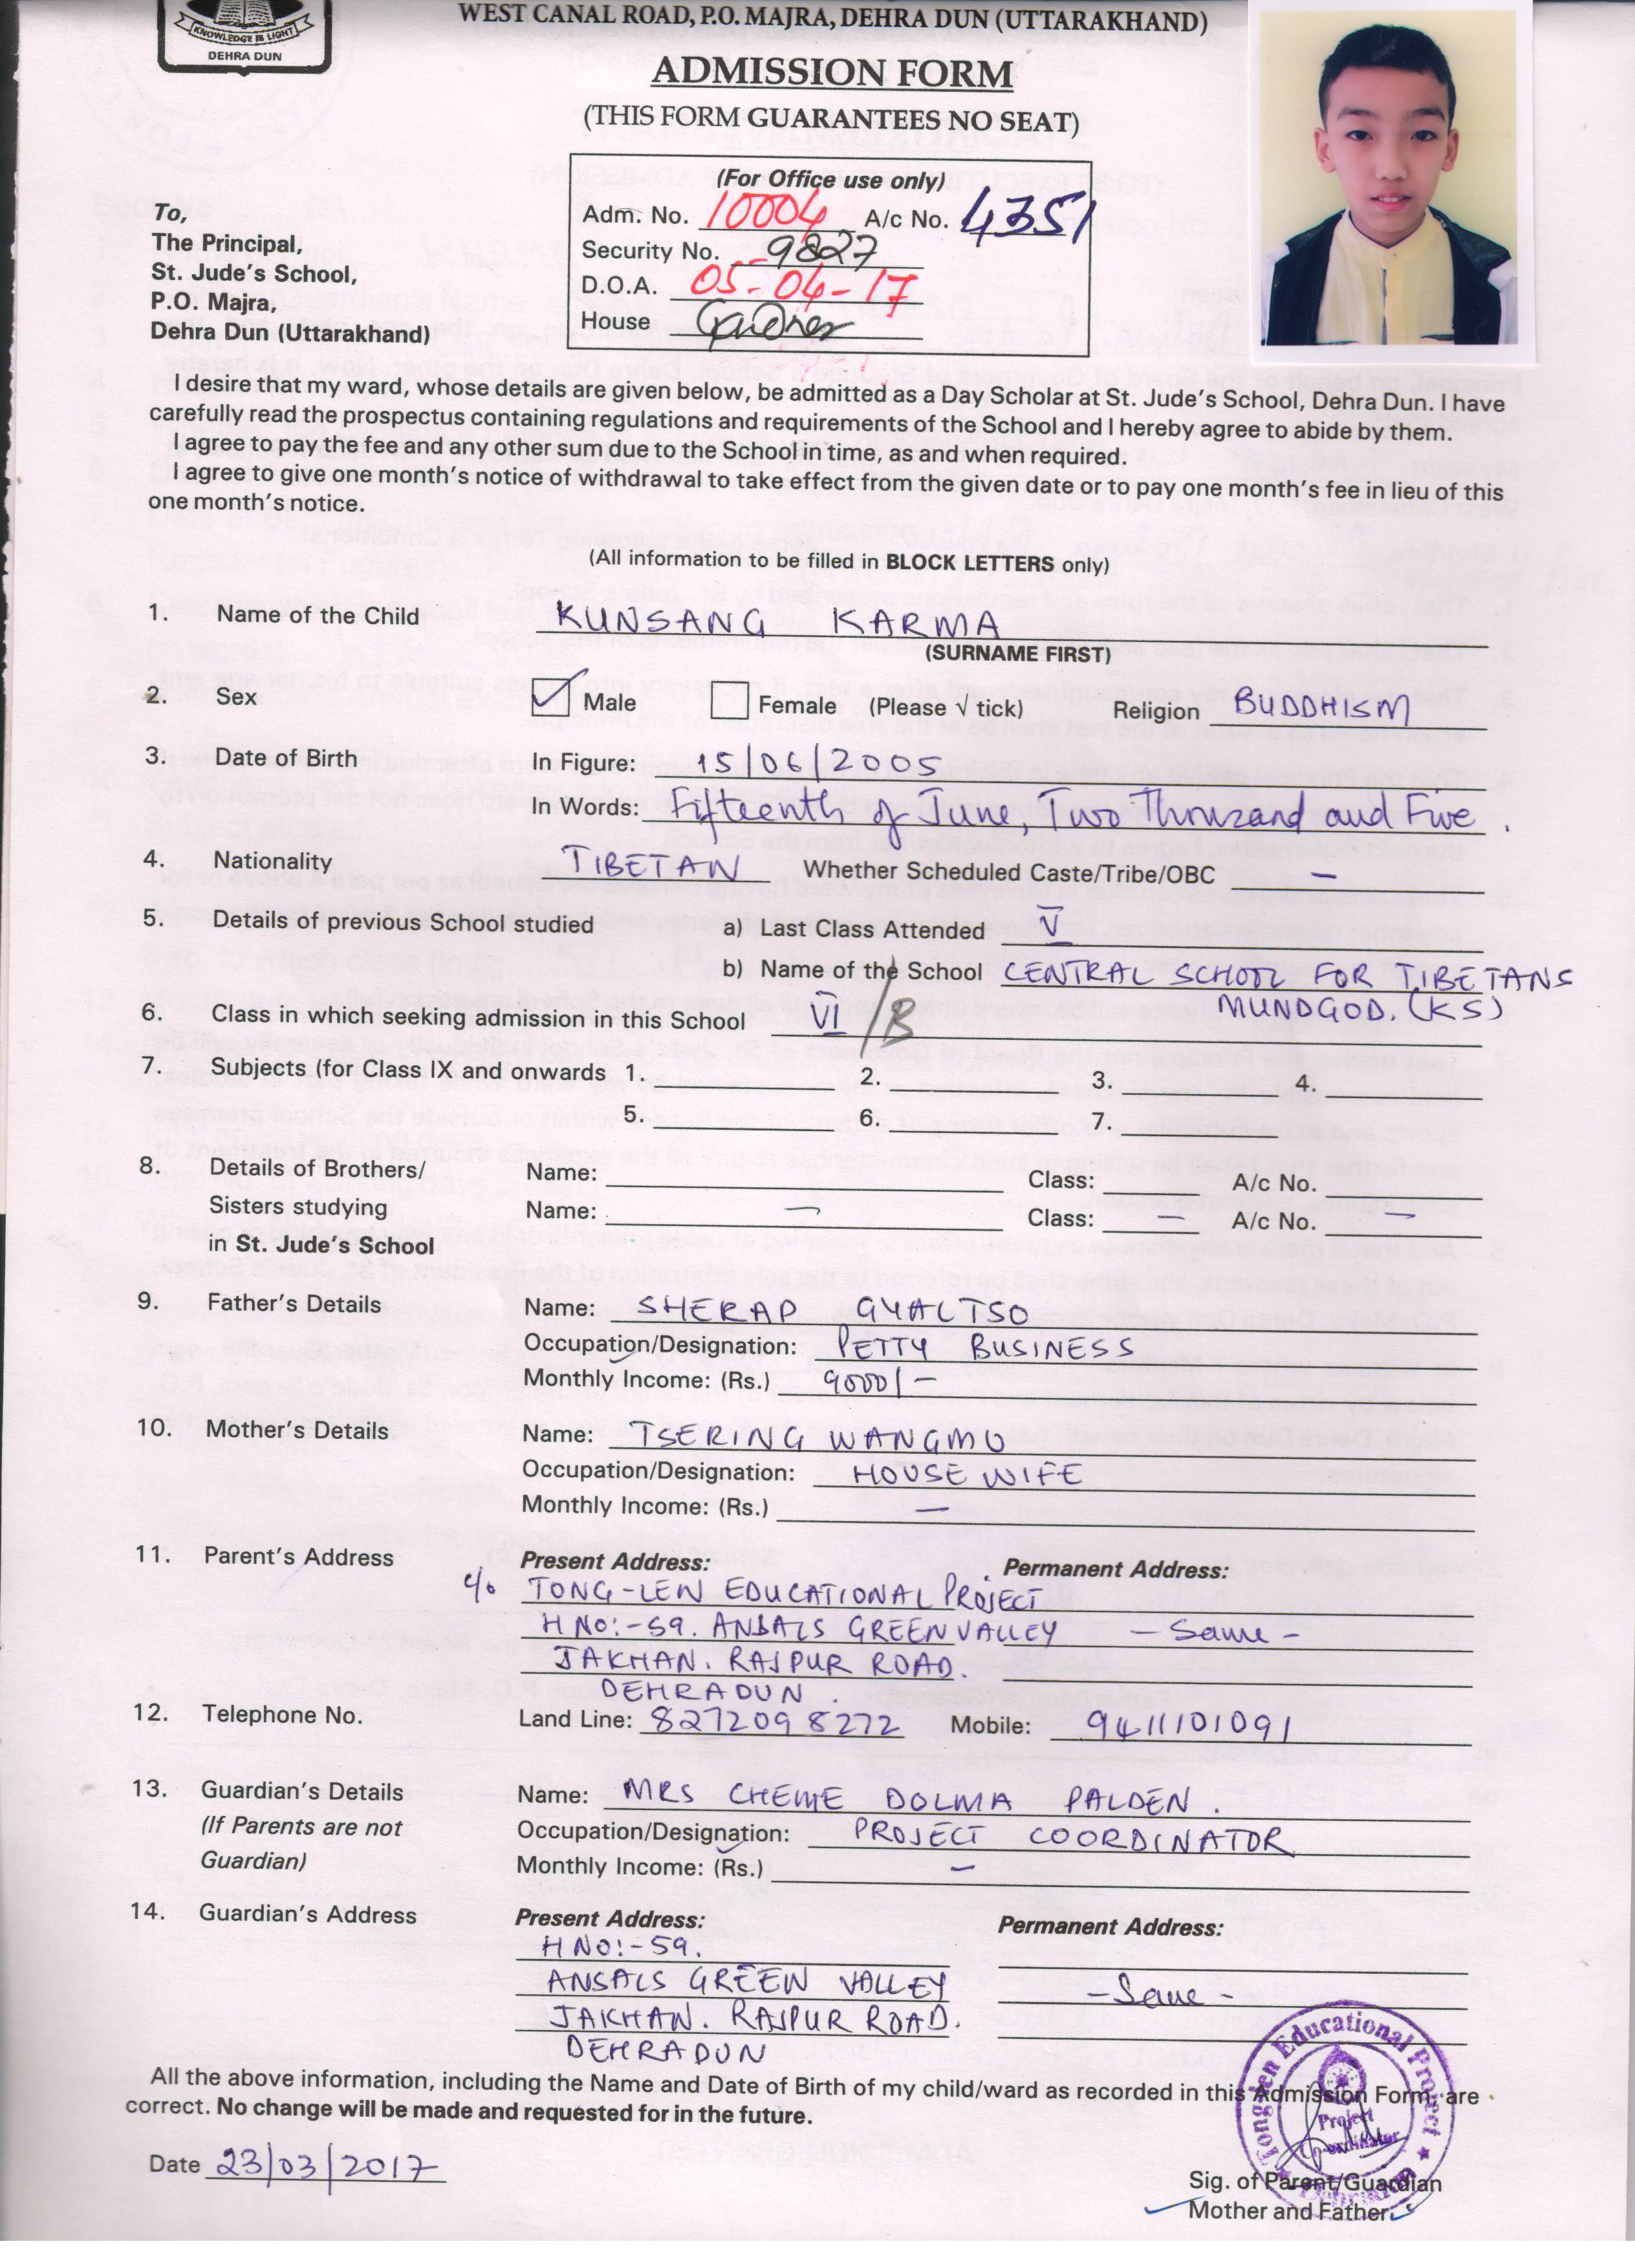 KNOWLEDGE IS LIGHT
DEHRA DUN
WEST CANAL ROAD, P.O. MAJRA, DEHRA DUN (UTTARAKHAND)
ADMISSION FORM
(THIS FORM GUARANTEES NO SEAT)
(For Office use only)
Adm. No. 10004 A/c No. 4351
Security No. 9827
D.O.A. 05-04-17
House
To,
The Principal,
St. Jude's School,
P.O. Majra,
Dehra Dun (Uttarakhand)
I desire that my ward, whose details are given below, be admitted as a Day Scholar at St. Jude's School, Dehra Dun. I have
carefully read the prospectus containing regulations and requirements of the School and I hereby agree to abide by them.
I agree to pay the fee and any other sum due to the School in time, as and when required.
I agree to give one month's notice of withdrawal to take effect from the given date or to pay one month's fee in lieu of this
one month's notice.
(All information to be filled in BLOCK LETTERS only)
1. Name of the Child KUNSANG KARMA
(SURNAME FIRST)
2. Sex ✓ Male Female (Please √ tick) Religion BUDDHISM
3. Date of Birth In Figure: 15/06/2005
In Words: Fifteenth of June, Two Thouzand and Five.
4. Nationality TIBETAN Whether Scheduled Caste/Tribe/OBC –
5. Details of previous School studied a) Last Class Attended V
b) Name of the School CENTRAL SCHOOL FOR TIBETANS
MUNDGOD. (KS)
6. Class in which seeking admission in this School VI/B
7. Subjects (for Class IX and onwards 1. 2. 3. 4.
5. 6. 7.
8. Details of Brothers/ Name: Class: A/c No.
Sisters studying Name: – Class: – A/c No. –
in St. Jude's School
9. Father's Details Name: SHERAP GYALTSO
Occupation/Designation: PETTY BUSINESS
Monthly Income: (Rs.) 9000/-
10. Mother's Details Name: TSERING WANGMO
Occupation/Designation: HOUSE WIFE
Monthly Income: (Rs.) –
11. Parent's Address Present Address: Permanent Address:
c/o TONG-LEN EDUCATIONAL PROJECT
H NO:-59. ANSALS GREEN VALLEY - Same -
JAKHAN. RAJPUR ROAD.
DEHRADUN.
12. Telephone No. Land Line: 8272098272 Mobile: 9411101091
13. Guardian's Details Name: MRS CHEME DOLMA PALDEN.
(If Parents are not Occupation/Designation: PROJECT COORDINATOR
Guardian) Monthly Income: (Rs.) –
14. Guardian's Address Present Address: Permanent Address:
H NO:-59.
ANSALS GREEN VALLEY
- Same -
JAKHAN. RAJPUR ROAD.
DEHRADUN
All the above information, including the Name and Date of Birth of my child/ward as recorded in this Admission Form, are
correct. No change will be made and requested for in the future.
Date 23/03/2017
Tonglen Educational Project
Project
Co-ordinator
Dehradun
Sig. of Parent/Guardian
Mother and Father